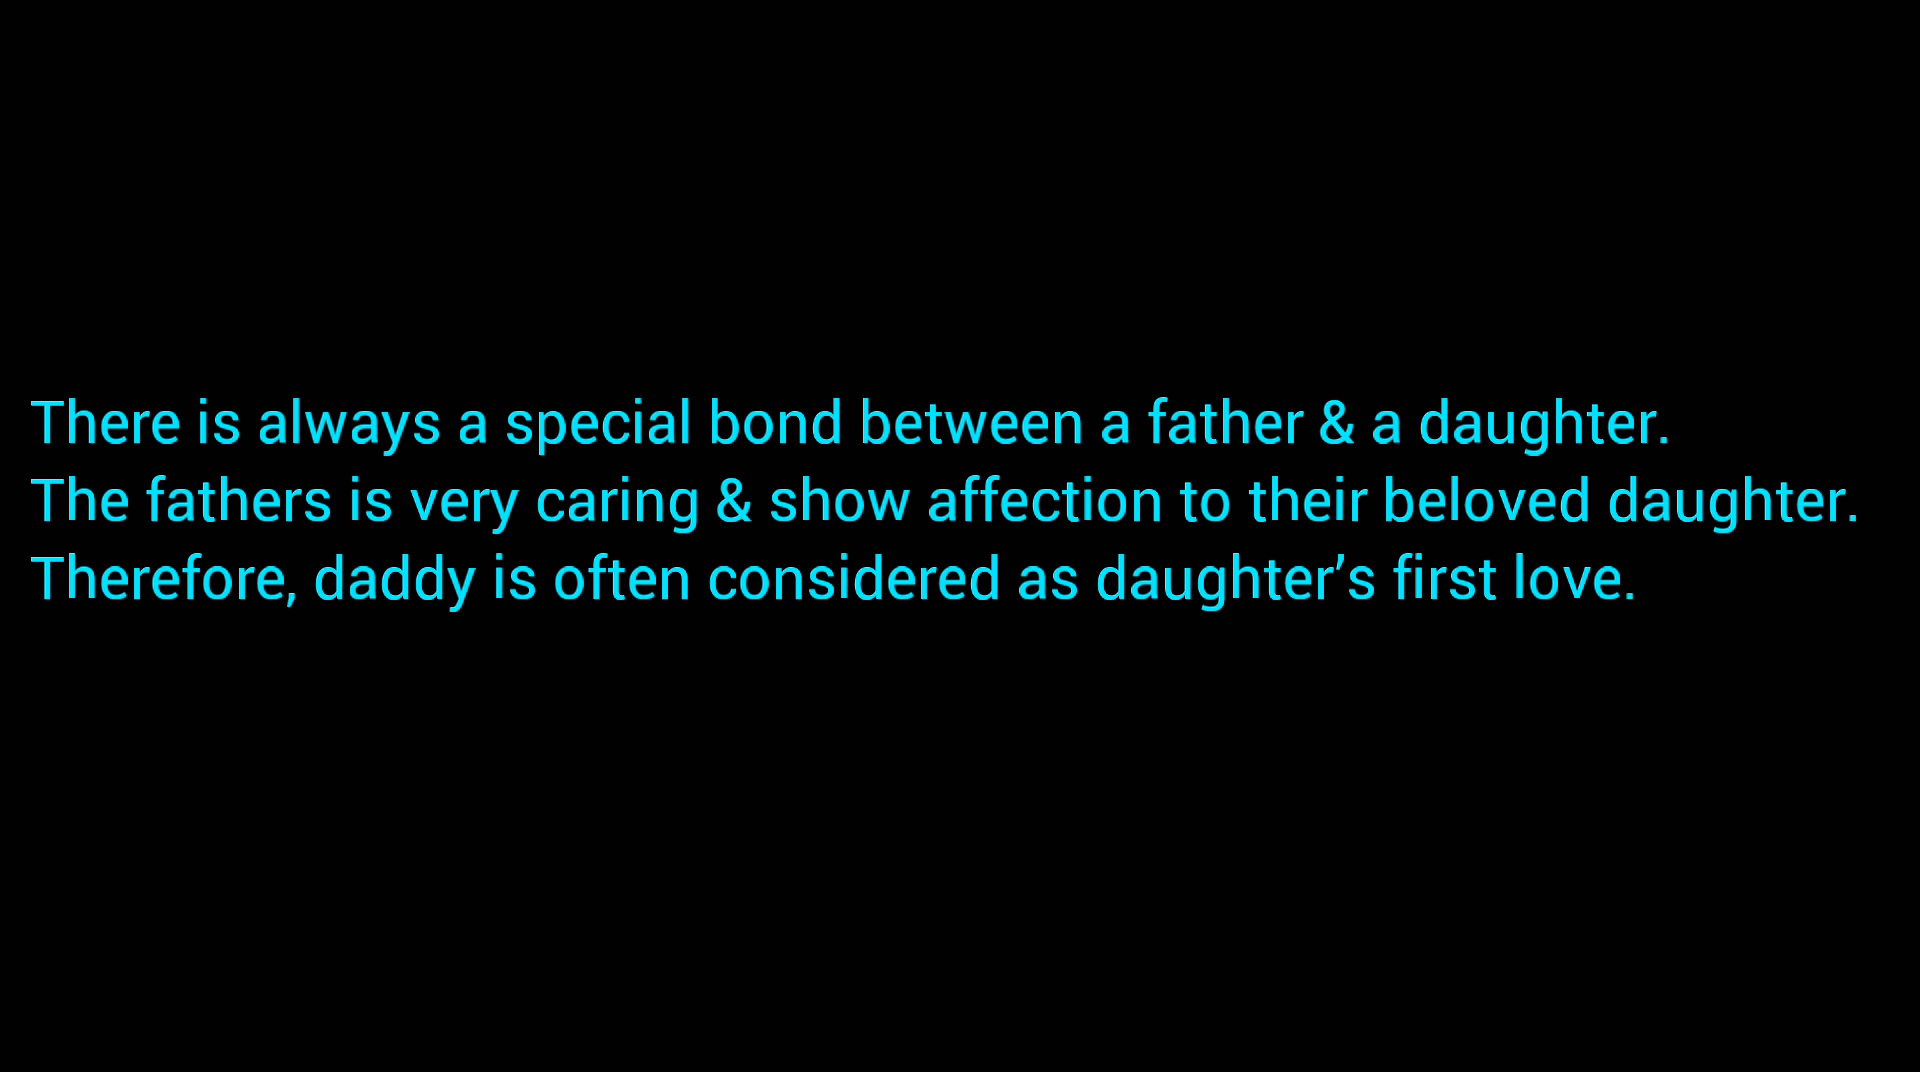 There is always a special bond between a father & a daughter.
The fathers is very caring & show affection to their beloved daughter.
Therefore, daddy is often considered as daughter’s first love.